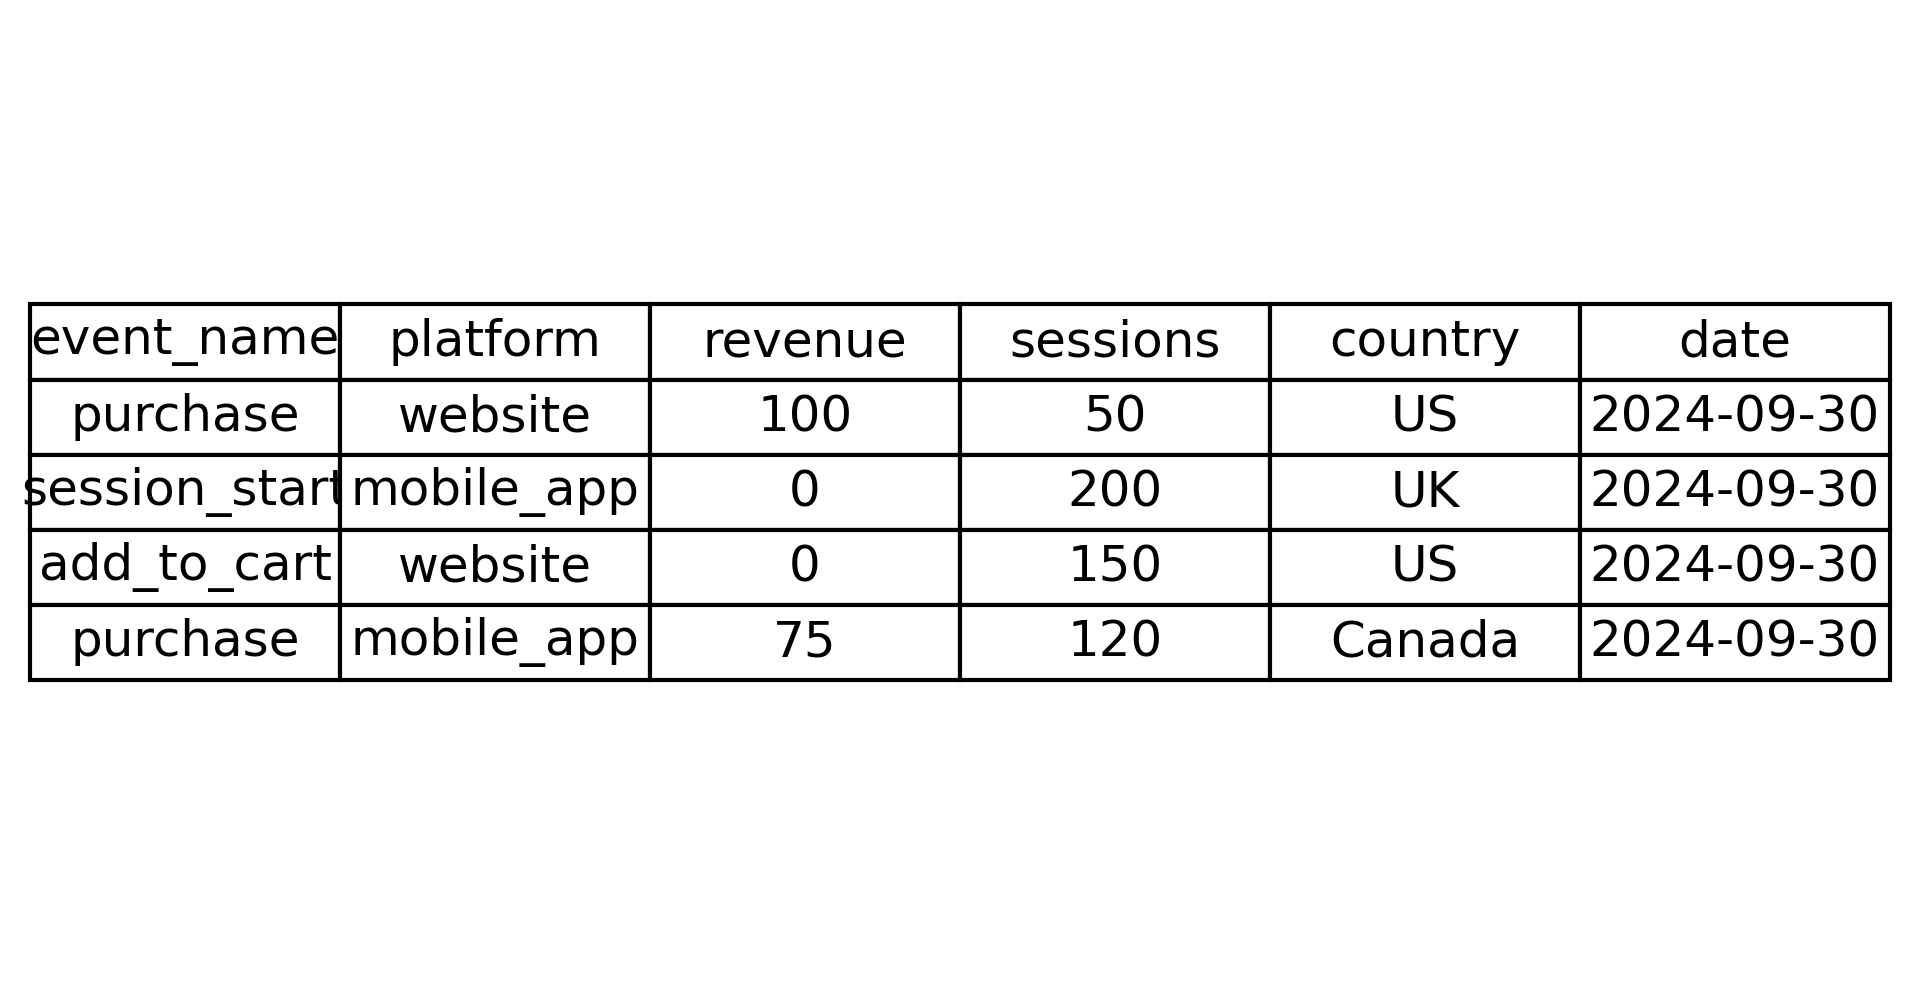 event_name platform revenue sessions country date
purchase website 100 50 US 2024-09-30
session_start mobile_app 0 200 UK 2024-09-30
add_to_cart website 0 150 US 2024-09-30
purchase mobile_app 75 120 Canada 2024-09-30